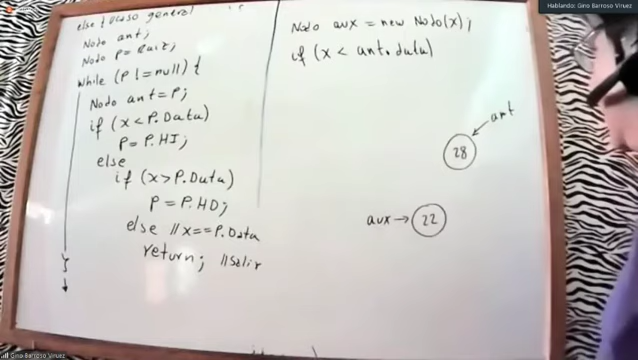 Hablando: Gino Barroso Viruez
else { //caso general
Nodo ant;
Nodo p=Raiz;
while (p!=null) {
Nodo ant=p;
if (x<P.Data)
p=P.HI;
else
if (x>P.Data)
p=P.HD;
else //x==P.Data
return; //Salir
}
Nodo aux = new Nodo(x);
if (x < ant.data)
ant
28
aux → 22
Gino Barroso Viruez